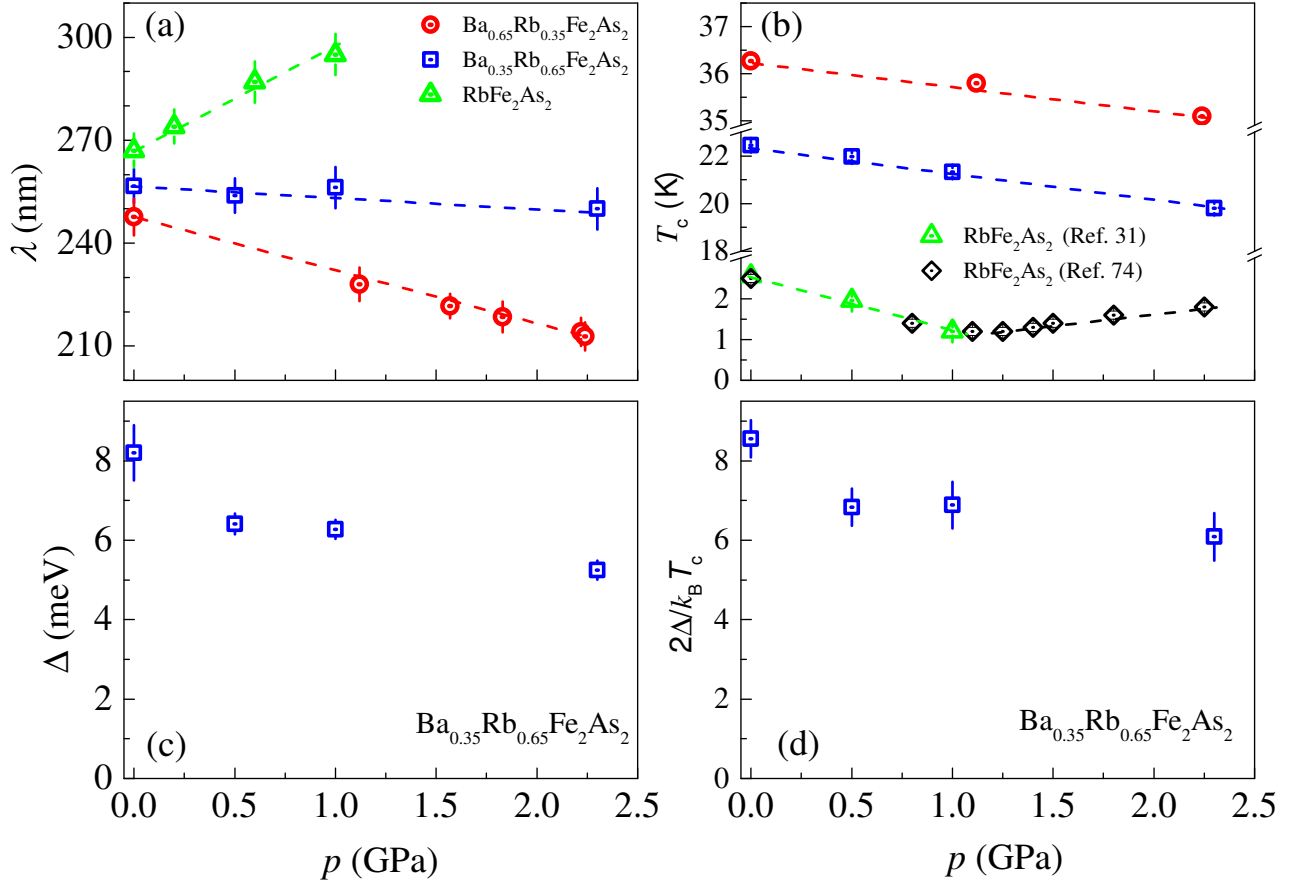 (a)
Ba₀.₆₅Rb₀.₃₅Fe₂As₂
Ba₀.₃₅Rb₀.₆₅Fe₂As₂
RbFe₂As₂
300
270
240
210
λ (nm)
(b)
37
36
35
22
20
18
2
1
0
T_c (K)
RbFe₂As₂ (Ref. 31)
RbFe₂As₂ (Ref. 74)
8
6
4
2
0
Δ (meV)
(c)
Ba₀.₃₅Rb₀.₆₅Fe₂As₂
0.0 0.5 1.0 1.5 2.0 2.5
p (GPa)
8
6
4
2
0
2Δ/k_B T_c
(d)
Ba₀.₃₅Rb₀.₆₅Fe₂As₂
0.0 0.5 1.0 1.5 2.0 2.5
p (GPa)